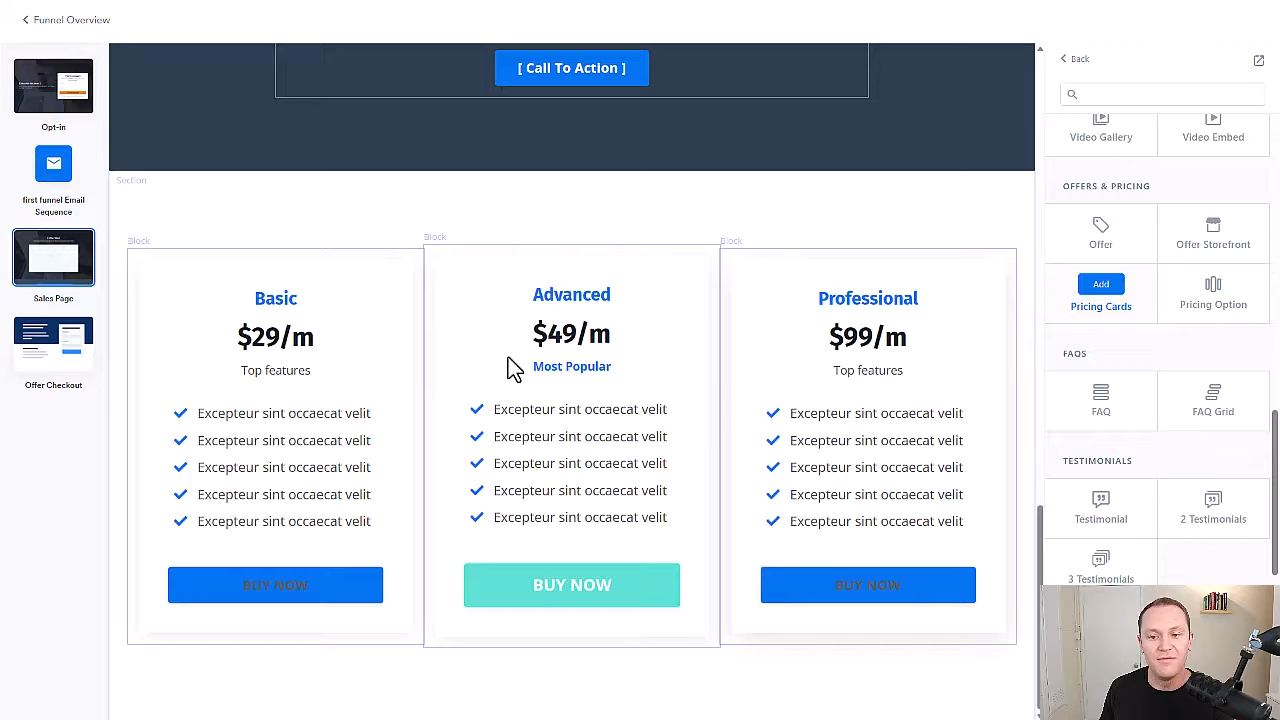 Funnel Overview
Opt-in
first funnel Email
Sequence
Sales Page
Offer Checkout
[ Call To Action ]
Section
Block
Basic
$29/m
Top features
Excepteur sint occaecat velit
Excepteur sint occaecat velit
Excepteur sint occaecat velit
Excepteur sint occaecat velit
Excepteur sint occaecat velit
BUY NOW
Block
Advanced
$49/m
Most Popular
Excepteur sint occaecat velit
Excepteur sint occaecat velit
Excepteur sint occaecat velit
Excepteur sint occaecat velit
Excepteur sint occaecat velit
BUY NOW
Block
Professional
$99/m
Top features
Excepteur sint occaecat velit
Excepteur sint occaecat velit
Excepteur sint occaecat velit
Excepteur sint occaecat velit
Excepteur sint occaecat velit
BUY NOW
Back
Video Gallery
Video Embed
OFFERS & PRICING
Offer
Offer Storefront
Add
Pricing Cards
Pricing Option
FAQS
FAQ
FAQ Grid
TESTIMONIALS
Testimonial
2 Testimonials
3 Testimonials